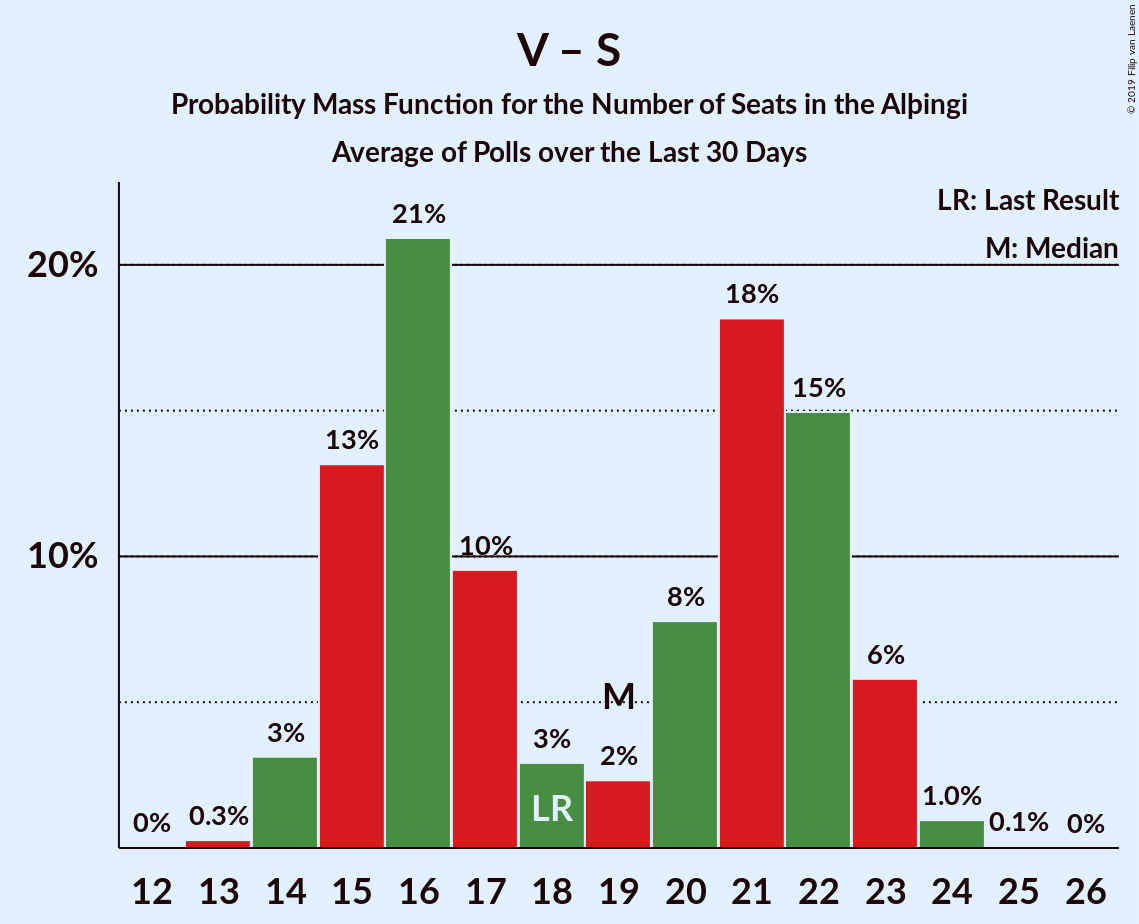 V – S
Probability Mass Function for the Number of Seats in the Alþingi
Average of Polls over the Last 30 Days
© 2019 Filip van Laenen
LR: Last Result
M: Median
20%
10%
0%
0.3%
3%
13%
21%
10%
3%
2%
8%
18%
15%
6%
1.0%
0.1%
0%
M
LR
12 13 14 15 16 17 18 19 20 21 22 23 24 25 26